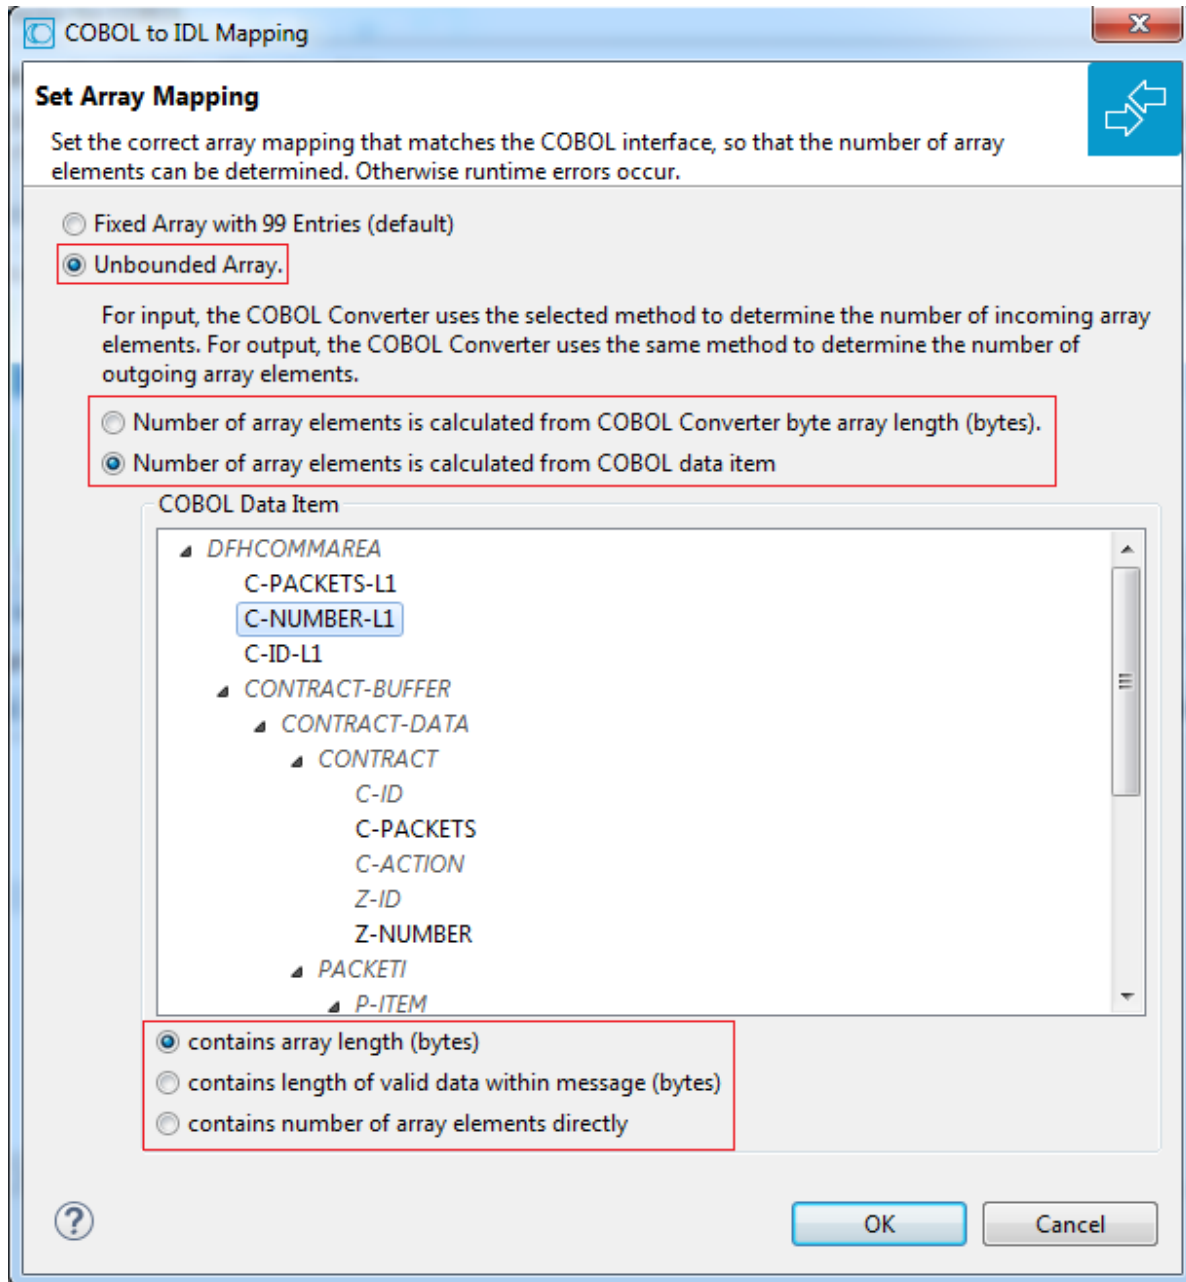 COBOL to IDL Mapping
Set Array Mapping
Set the correct array mapping that matches the COBOL interface, so that the number of array
elements can be determined. Otherwise runtime errors occur.
Fixed Array with 99 Entries (default)
Unbounded Array.
For input, the COBOL Converter uses the selected method to determine the number of incoming array
elements. For output, the COBOL Converter uses the same method to determine the number of
outgoing array elements.
Number of array elements is calculated from COBOL Converter byte array length (bytes).
Number of array elements is calculated from COBOL data item
COBOL Data Item
DFHCOMMAREA
C-PACKETS-L1
C-NUMBER-L1
C-ID-L1
CONTRACT-BUFFER
CONTRACT-DATA
CONTRACT
C-ID
C-PACKETS
C-ACTION
Z-ID
Z-NUMBER
PACKETI
P-ITEM
contains array length (bytes)
contains length of valid data within message (bytes)
contains number of array elements directly
?
OK Cancel